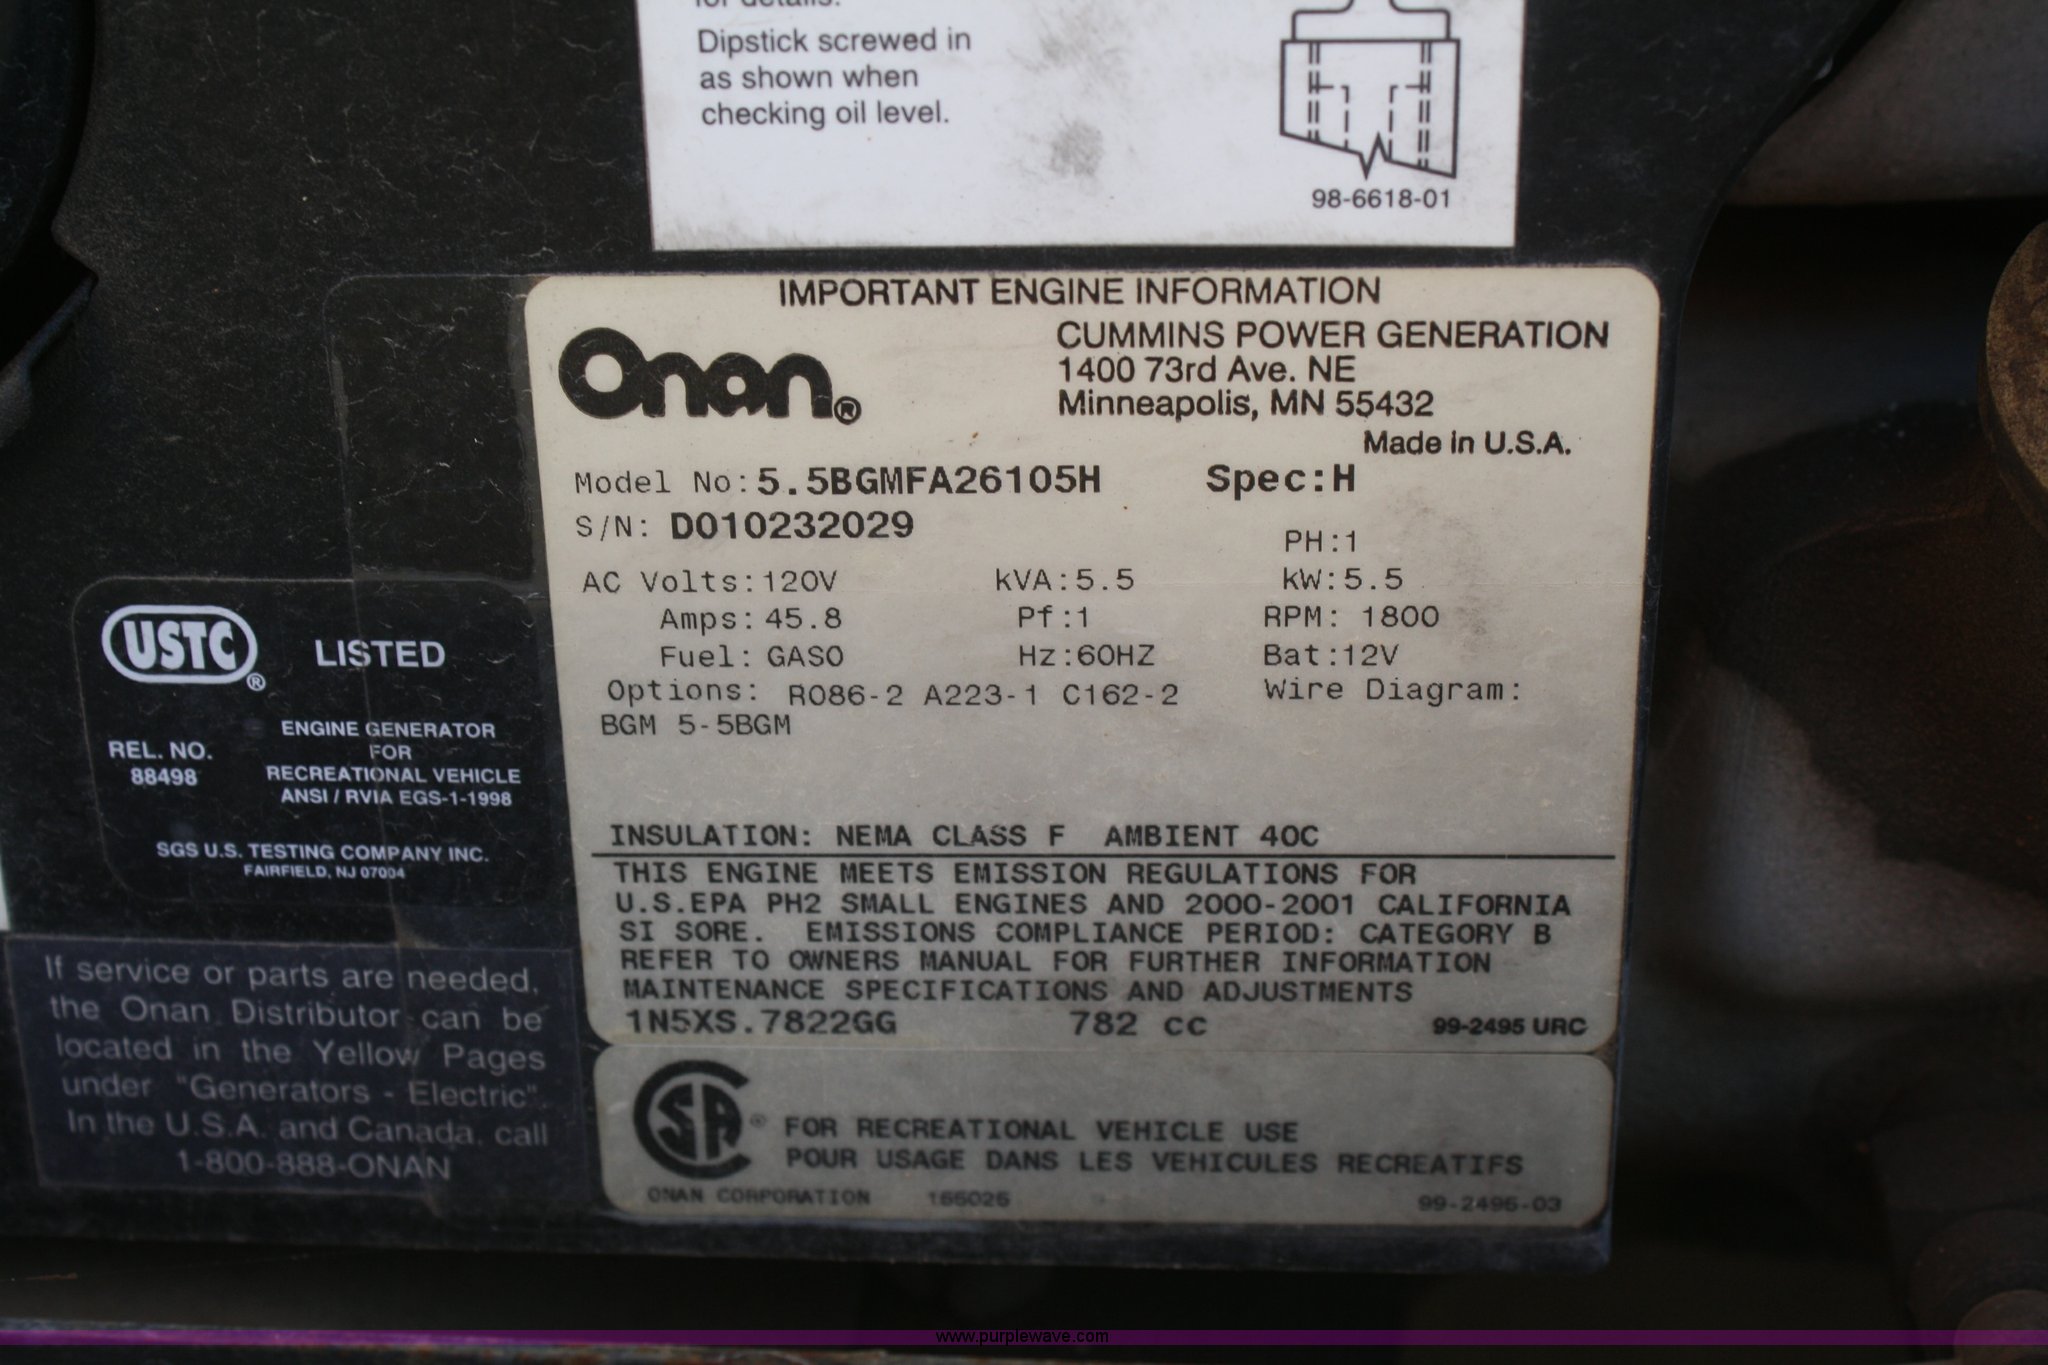 for details.
Dipstick screwed in
as shown when
checking oil level.
98-6618-01
IMPORTANT ENGINE INFORMATION
Onan®
CUMMINS POWER GENERATION
1400 73rd Ave. NE
Minneapolis, MN 55432
Made in U.S.A.
Model No: 5.5BGMFA26105H Spec:H
S/N: D010232029
PH:1
AC Volts:120V kVA:5.5 kW:5.5
Amps:45.8 Pf:1 RPM: 1800
Fuel:GASO Hz:60HZ Bat:12V
Options: R086-2 A223-1 C162-2 Wire Diagram:
BGM 5-5BGM
INSULATION: NEMA CLASS F AMBIENT 40C
THIS ENGINE MEETS EMISSION REGULATIONS FOR
U.S.EPA PH2 SMALL ENGINES AND 2000-2001 CALIFORNIA
SI SORE. EMISSIONS COMPLIANCE PERIOD: CATEGORY B
REFER TO OWNERS MANUAL FOR FURTHER INFORMATION
MAINTENANCE SPECIFICATIONS AND ADJUSTMENTS
1N5XS.7822GG 782 cc 99-2495 URC
CSA ® FOR RECREATIONAL VEHICLE USE
POUR USAGE DANS LES VEHICULES RECREATIFS
ONAN CORPORATION 166026 99-2496-03
USTC® LISTED
REL. NO.
88498
ENGINE GENERATOR
FOR
RECREATIONAL VEHICLE
ANSI / RVIA EGS-1-1998
SGS U.S. TESTING COMPANY INC.
FAIRFIELD, NJ 07004
If service or parts are needed,
the Onan Distributor can be
located in the Yellow Pages
under "Generators - Electric".
In the U.S.A. and Canada, call
1-800-888-ONAN
www.purplewave.com